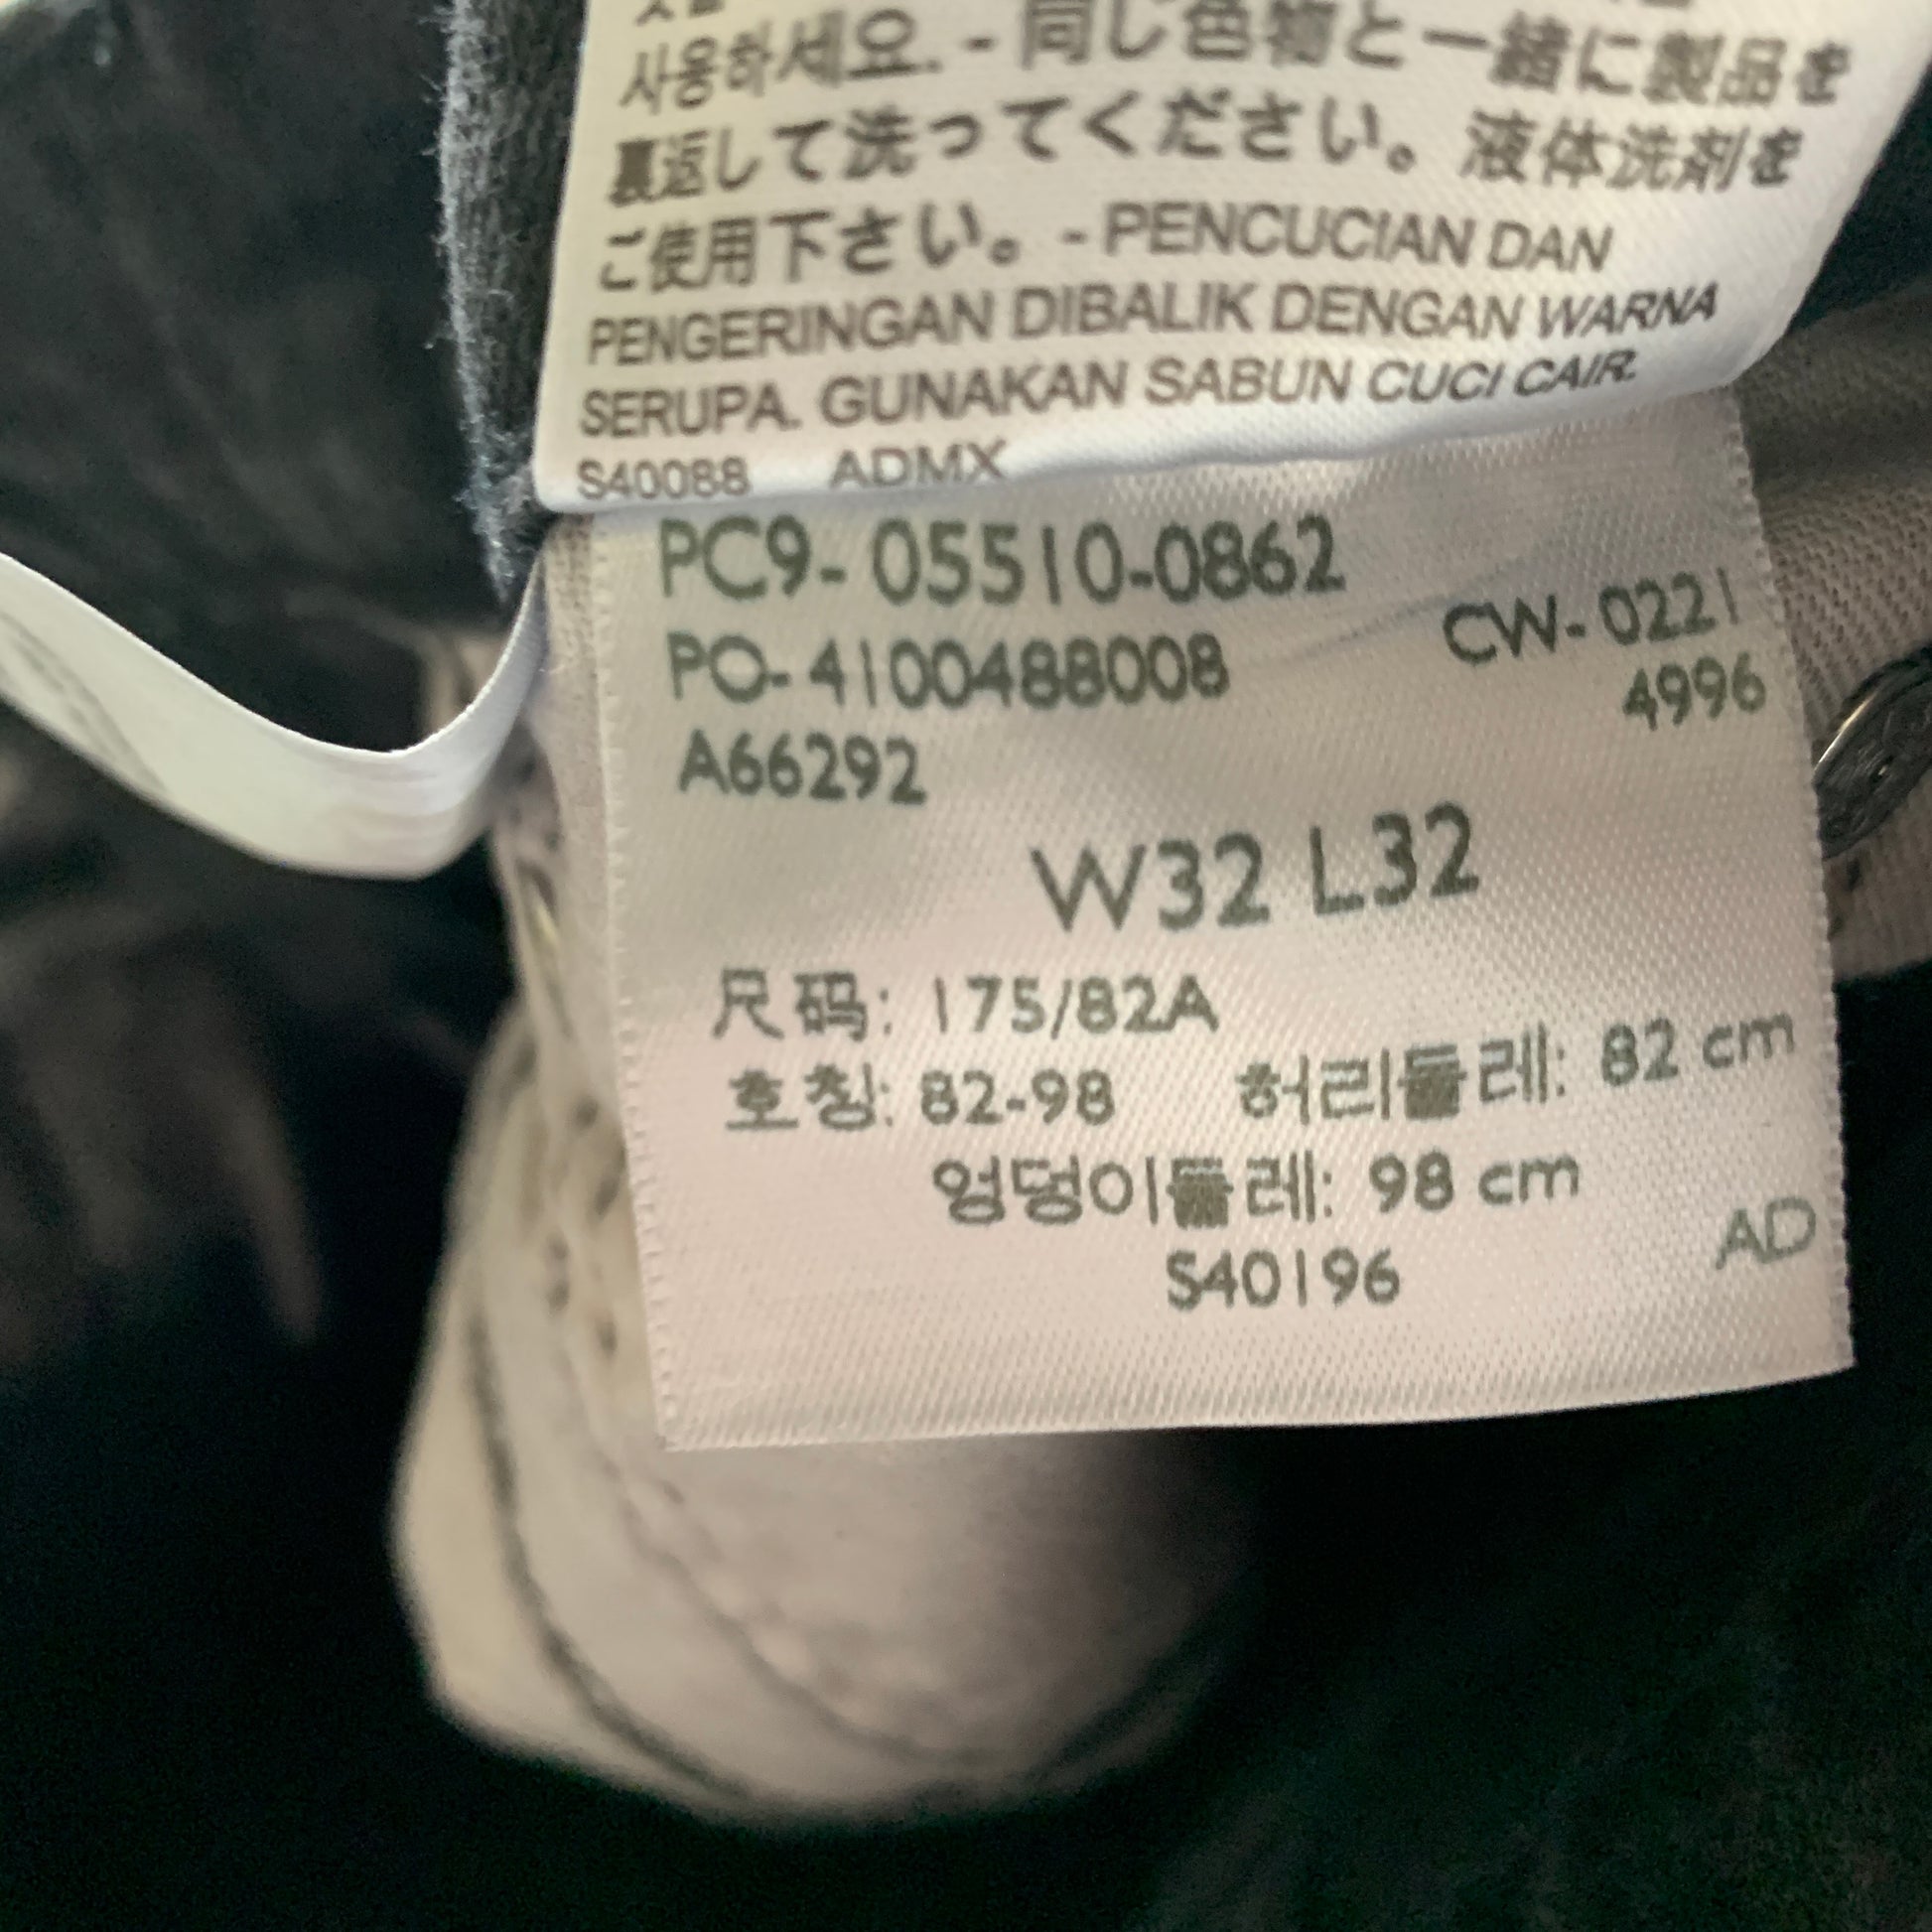 사용하세요. - 同じ色物と一緒に製品を
裏返して洗ってください。液体洗剤を
ご使用下さい。- PENCUCIAN DAN
PENGERINGAN DIBALIK DENGAN WARNA
SERUPA. GUNAKAN SABUN CUCI CAIR.
S40088 ADMX
PC9- 05510-0862
CW- 0221
PO- 4100488008
4996
A66292
W32 L32
尺码: 175/82A
호칭: 82-98 허리둘레: 82 cm
엉덩이둘레: 98 cm
AD
S40196